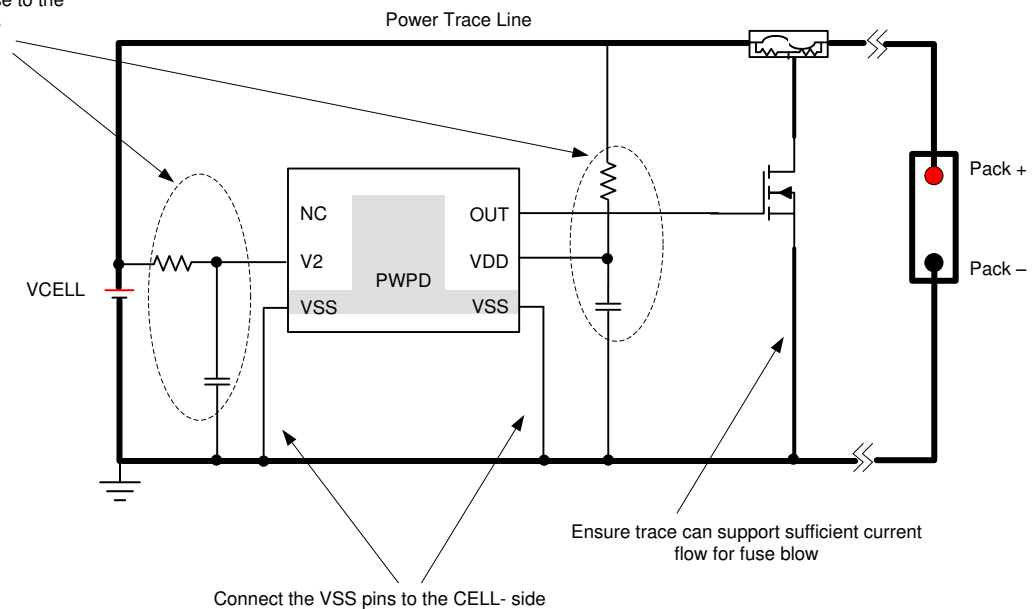 se to the
Power Trace Line
Pack +
NC
OUT
V2
VDD
PWPD
Pack –
VCELL
VSS
VSS
Ensure trace can support sufficient current
flow for fuse blow
Connect the VSS pins to the CELL- side